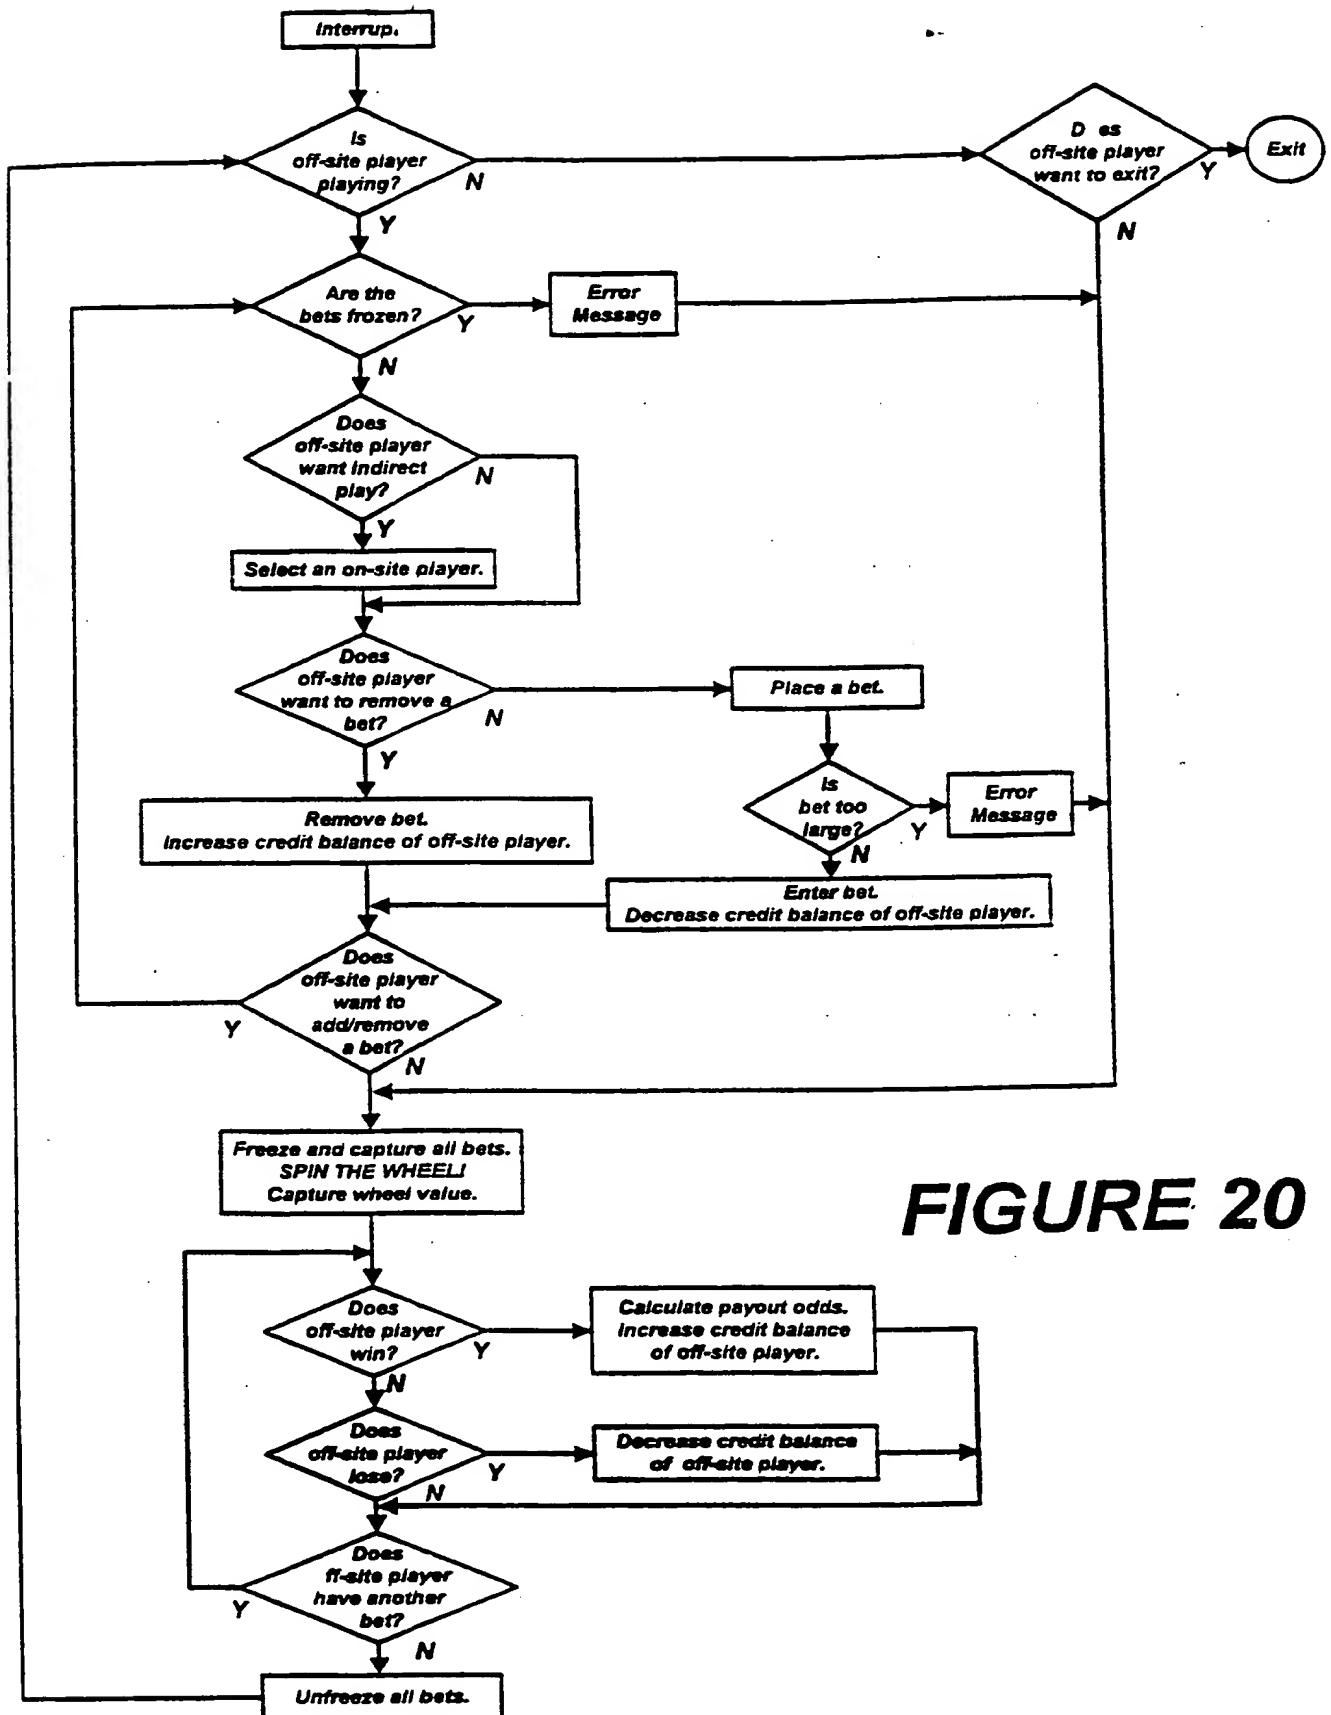 Interrup.
Is
off-site player
playing?
N
Y
D es
off-site player
want to exit?
Y
Exit
N
Are the
bets frozen?
Y
Error
Message
N
Does
off-site player
want Indirect
play?
N
Y
Select an on-site player.
Does
off-site player
want to remove a
bet?
N
Y
Place a bet.
Is
bet too
large?
Y
Error
Message
N
Remove bet.
Increase credit balance of off-site player.
Enter bet.
Decrease credit balance of off-site player.
Does
off-site player
want to
add/remove
a bet?
Y
N
Freeze and capture all bets.
SPIN THE WHEEL!
Capture wheel value.
FIGURE 20
Does
off-site player
win?
Y
N
Calculate payout odds.
Increase credit balance
of off-site player.
Does
off-site player
lose?
Y
N
Decrease credit balance
of off-site player.
Does
ff-site player
have another
bet?
Y
N
Unfreeze all bets.